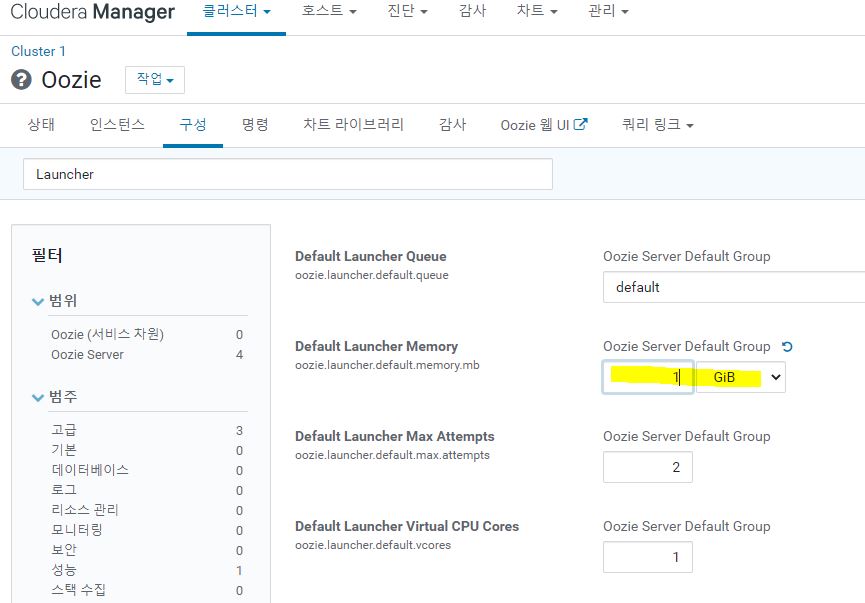 Cloudera Manager 클러스터 호스트 진단 감사 차트 관리
Cluster 1
Oozie 작업
상태 인스턴스 구성 명령 차트 라이브러리 감사 Oozie 웹 UI 쿼리 링크
Launcher
필터
범위
Oozie (서비스 차원) 0
Oozie Server 4
범주
고급 3
기본 0
데이터베이스 0
로그 0
리소스 관리 0
모니터링 0
보안 0
성능 1
스택 수집 0
Default Launcher Queue
oozie.launcher.default.queue
Oozie Server Default Group
default
Default Launcher Memory
oozie.launcher.default.memory.mb
Oozie Server Default Group
1 GiB
Default Launcher Max Attempts
oozie.launcher.default.max.attempts
Oozie Server Default Group
2
Default Launcher Virtual CPU Cores
oozie.launcher.default.vcores
Oozie Server Default Group
1